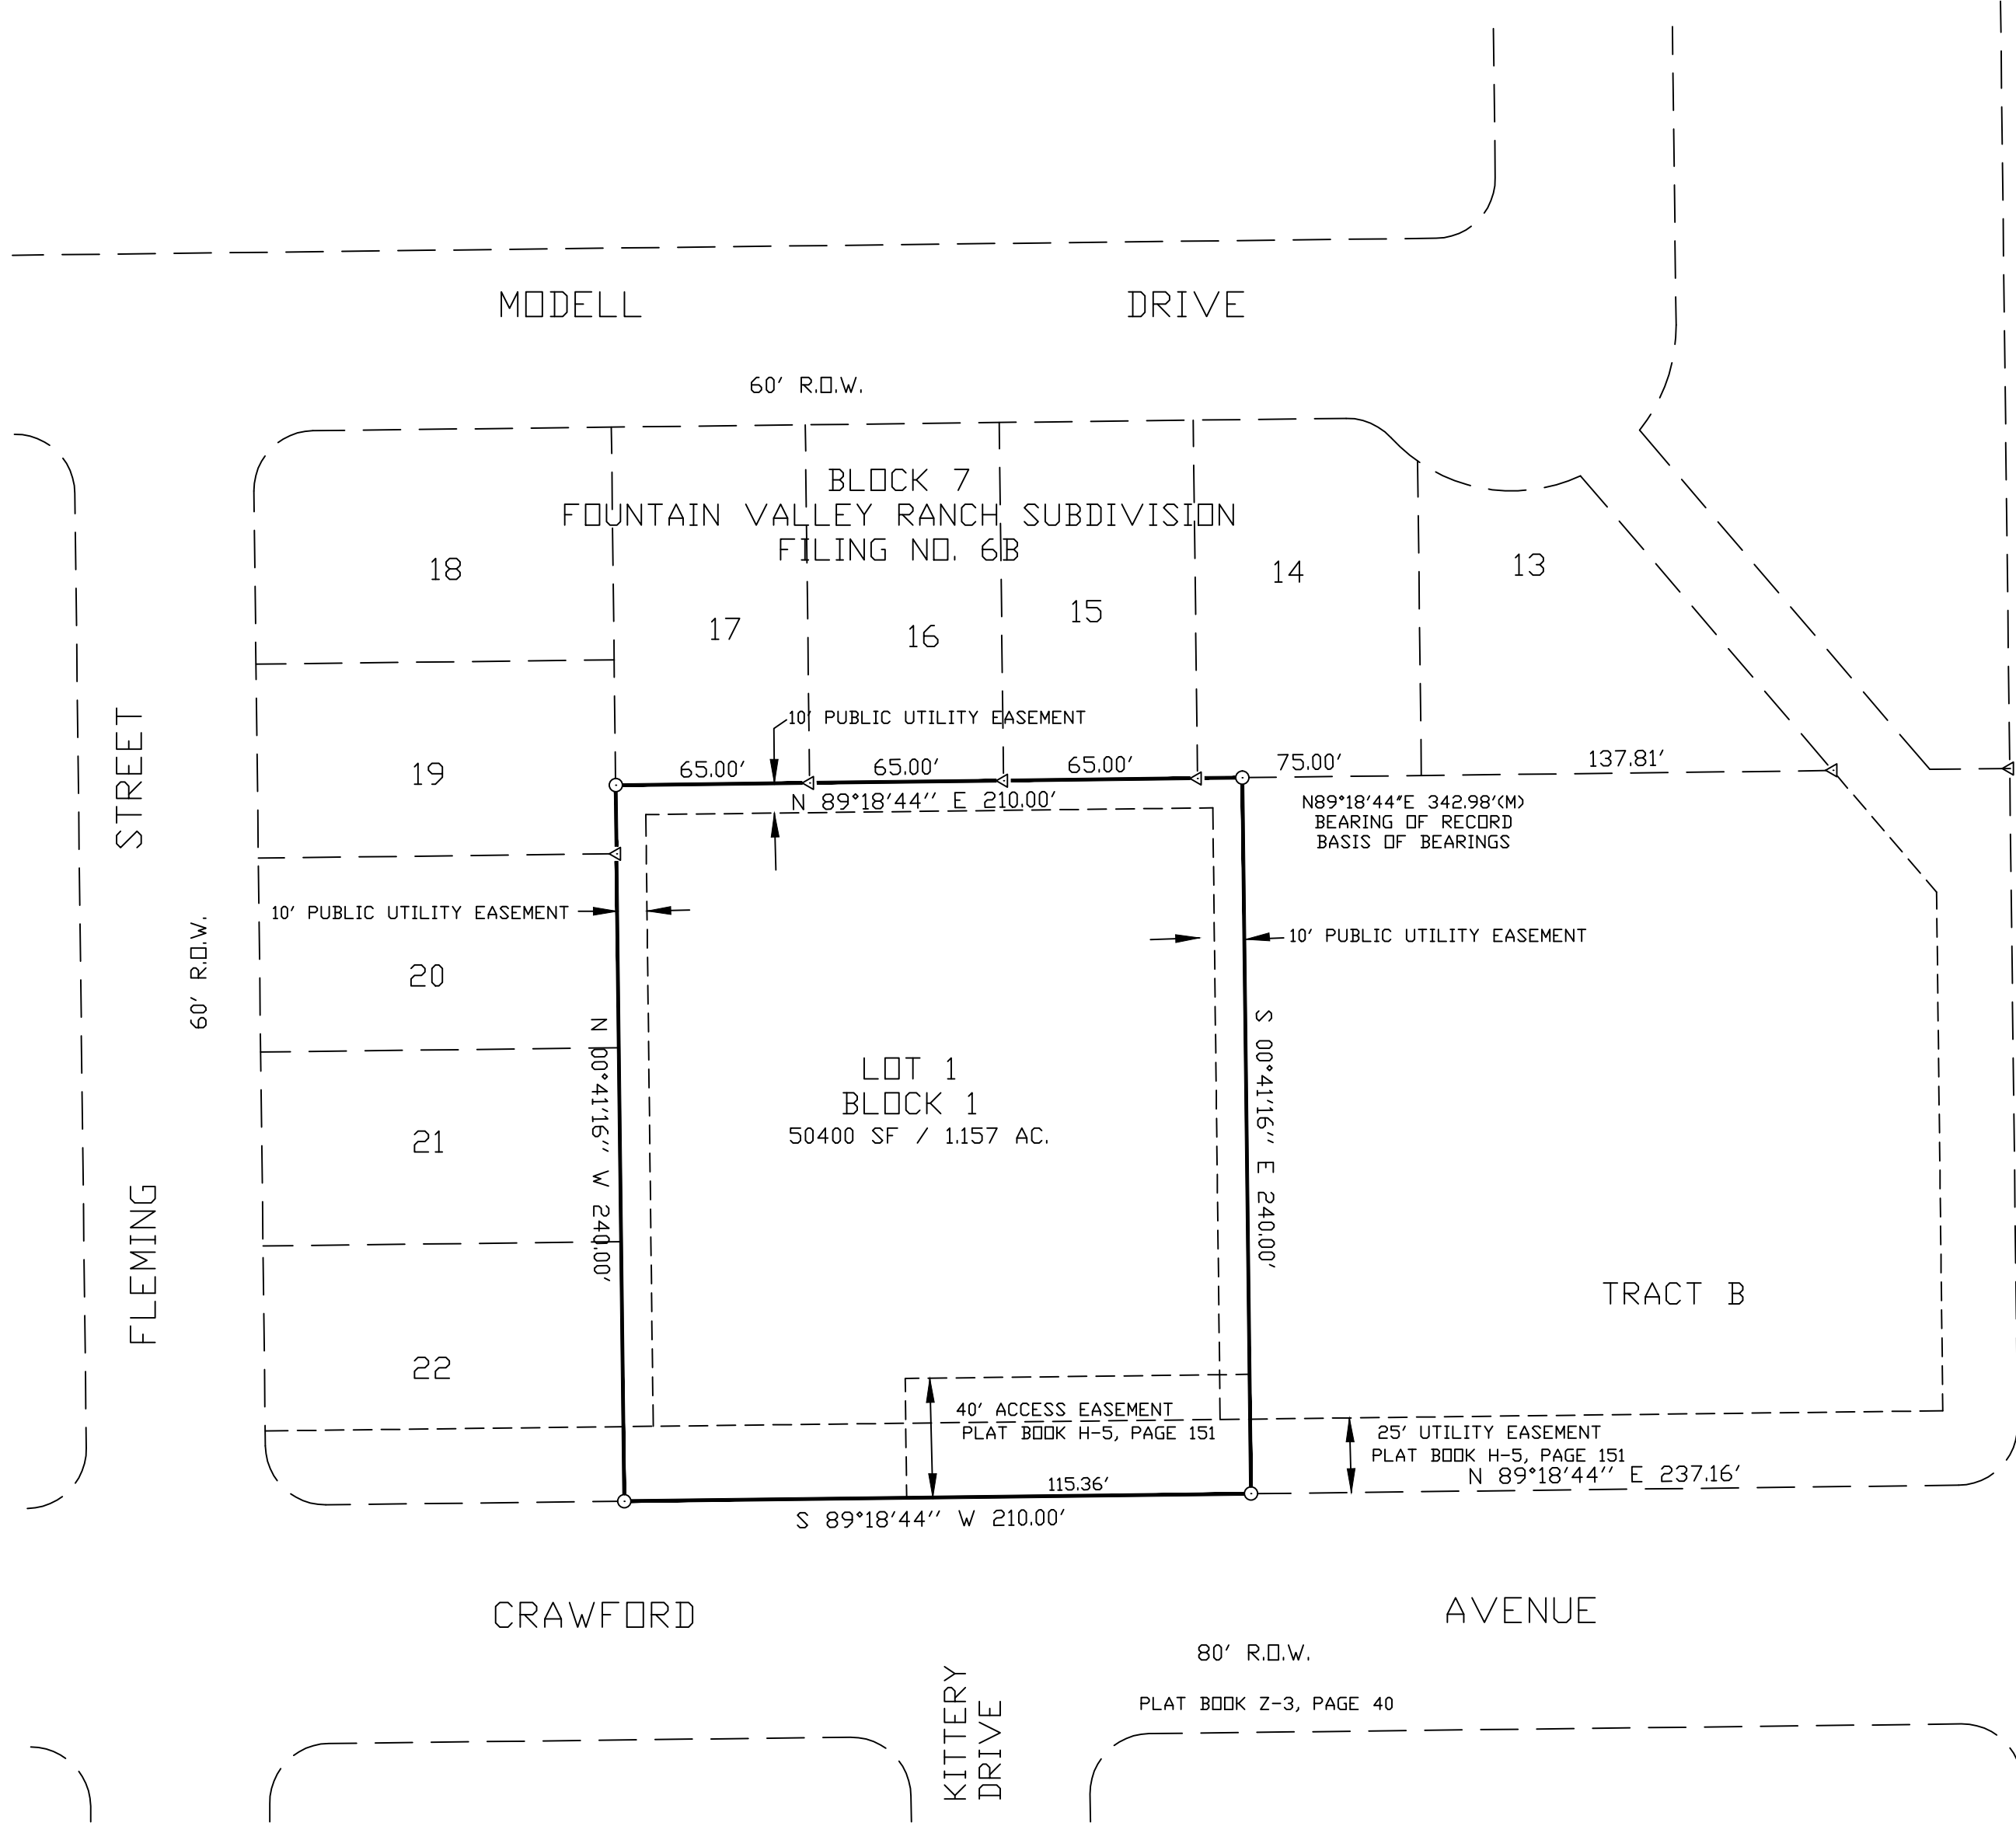 MODELL DRIVE
60' R.O.W.
BLOCK 7
FOUNTAIN VALLEY RANCH SUBDIVISION
FILING NO. 6B
18
17
16
15
14
13
STREET
19
10' PUBLIC UTILITY EASEMENT
65.00'
65.00'
65.00'
75.00'
137.81'
N 89°18'44'' E 210.00'
N89°18'44"E 342.98'(M)
BEARING OF RECORD
BASIS OF BEARINGS
10' PUBLIC UTILITY EASEMENT
10' PUBLIC UTILITY EASEMENT
60' R.O.W.
20
N 00°41'16'' W 240.00'
S 00°41'16'' E 240.00'
LOT 1
BLOCK 1
50400 SF / 1.157 AC.
21
FLEMING
TRACT B
22
40' ACCESS EASEMENT
PLAT BOOK H-5, PAGE 151
25' UTILITY EASEMENT
PLAT BOOK H-5, PAGE 151
N 89°18'44'' E 237.16'
115.36'
S 89°18'44'' W 210.00'
CRAWFORD AVENUE
80' R.O.W.
PLAT BOOK Z-3, PAGE 40
KITTERY
DRIVE